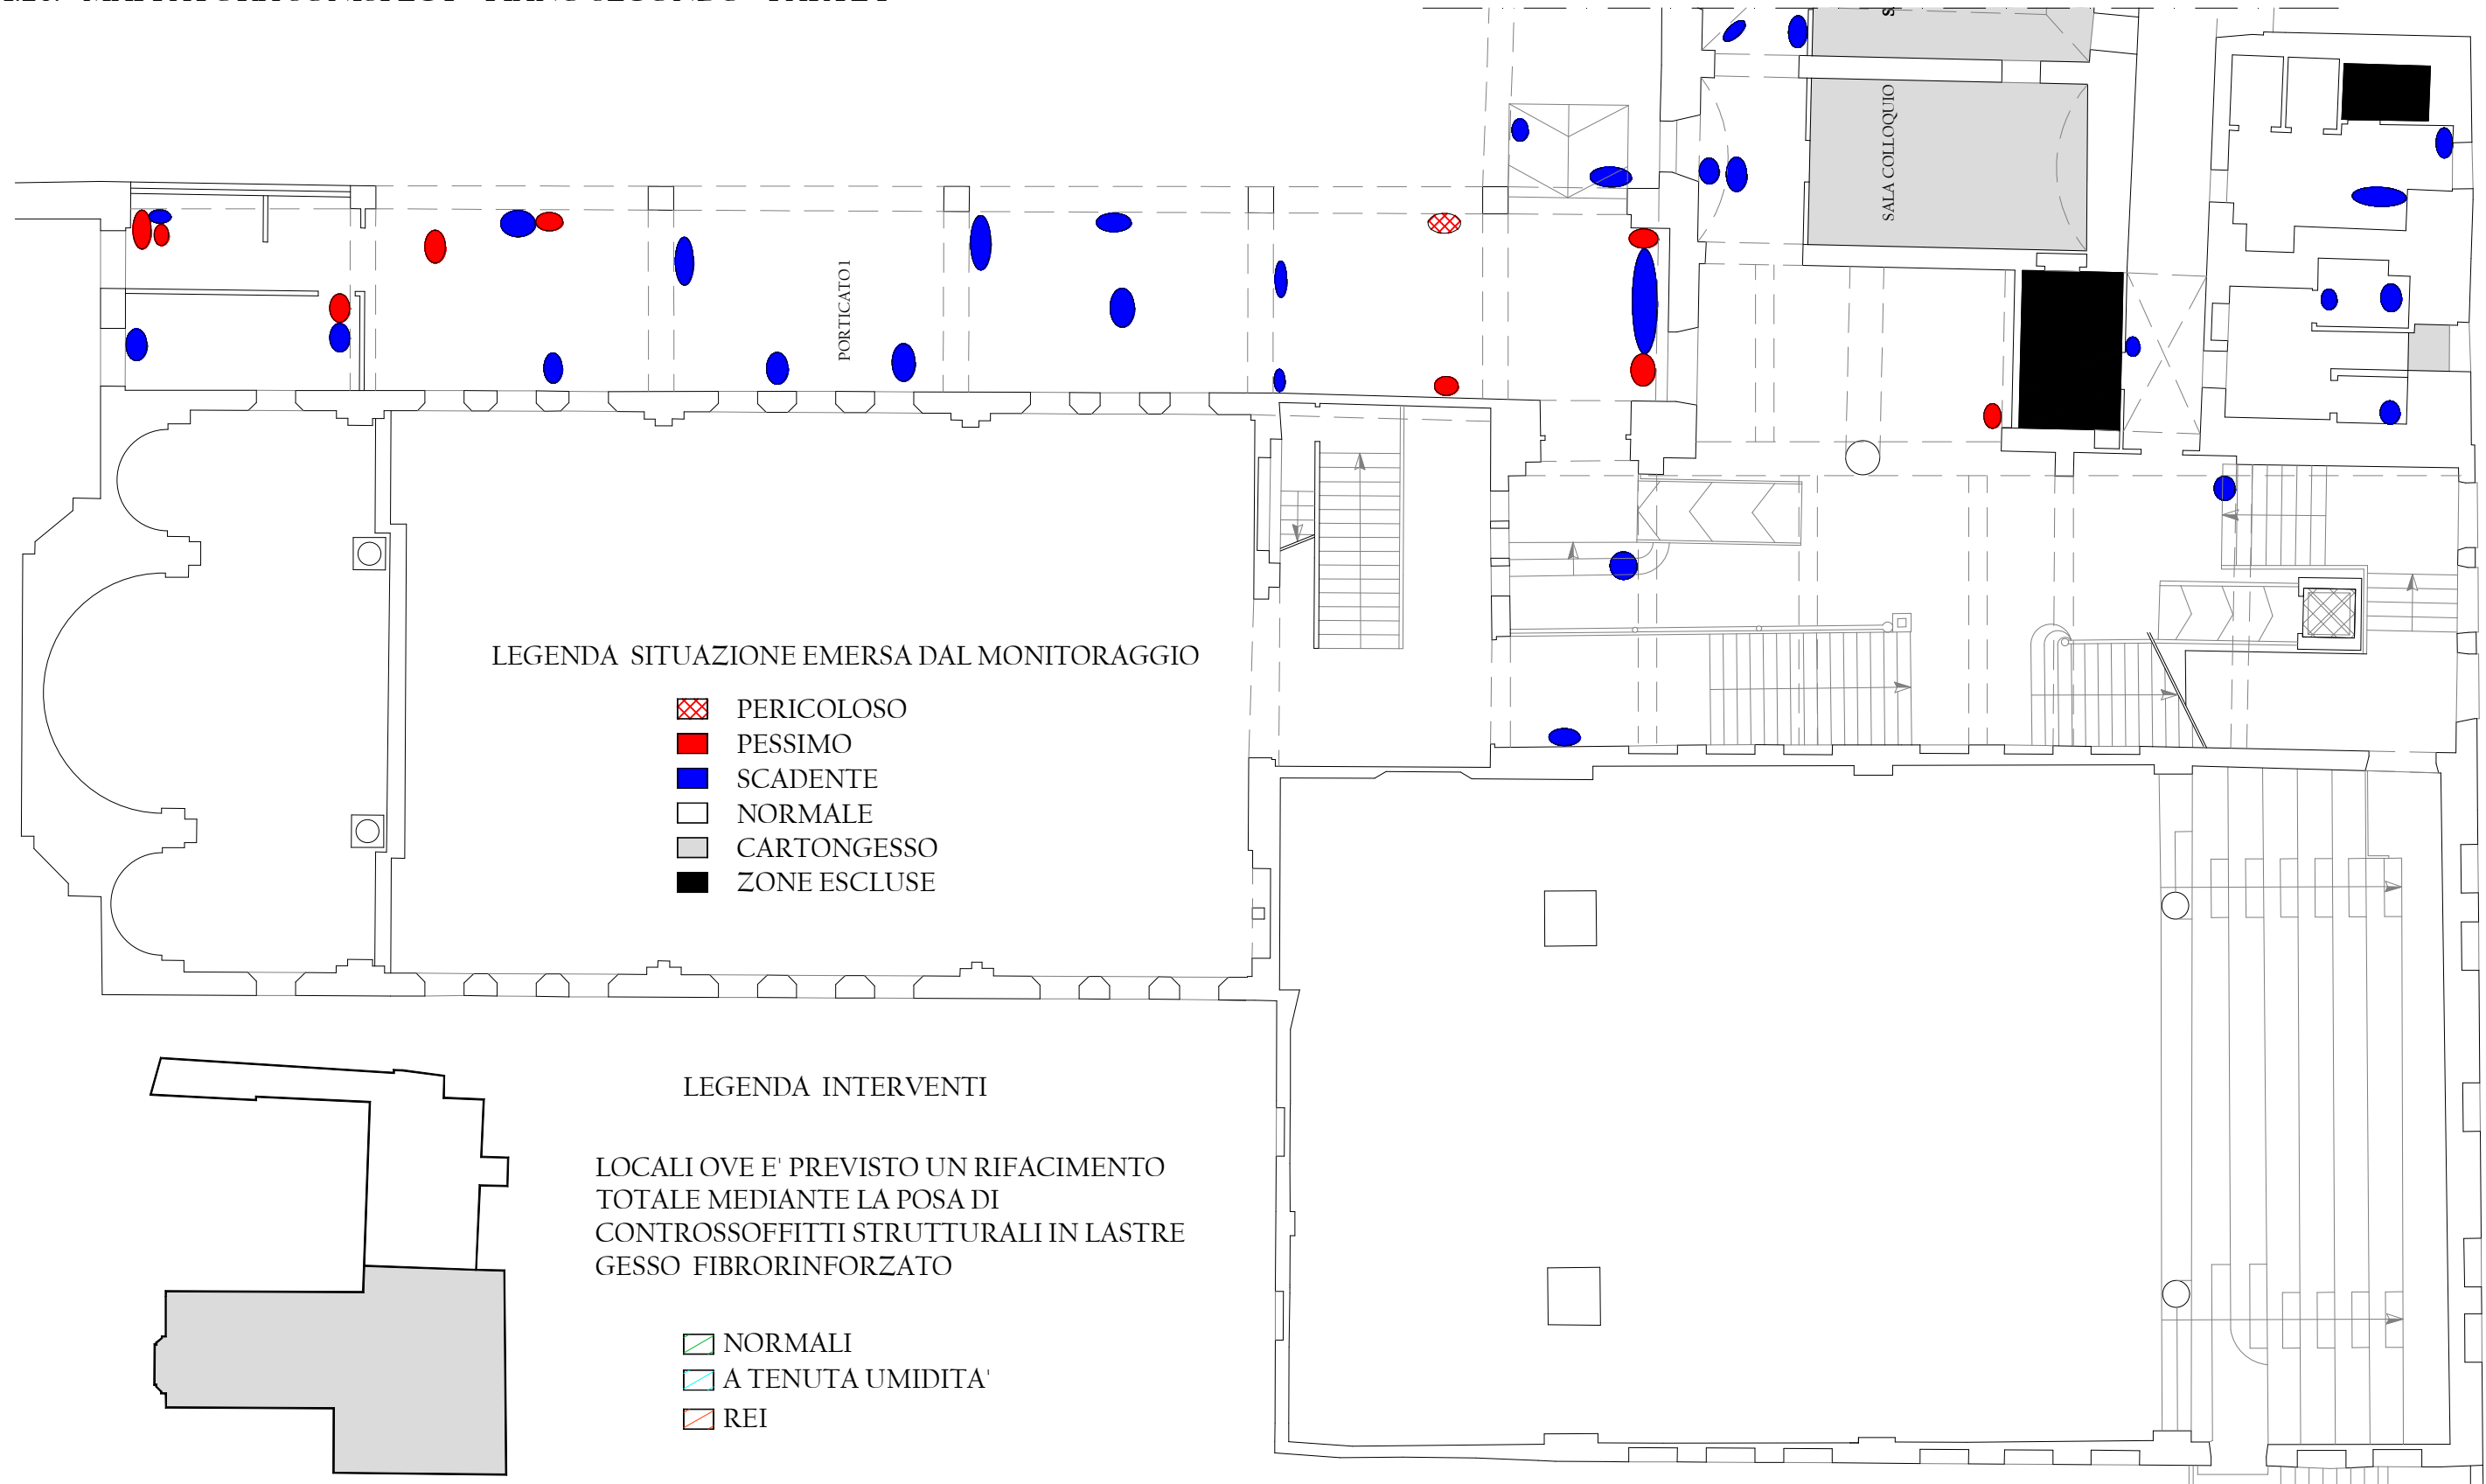 SALA COLLOQUIO
PORTICATO 1
LEGENDA SITUAZIONE EMERSA DAL MONITORAGGIO
PERICOLOSO
PESSIMO
SCADENTE
NORMALE
CARTONGESSO
ZONE ESCLUSE
LEGENDA INTERVENTI
LOCALI OVE E' PREVISTO UN RIFACIMENTO
TOTALE MEDIANTE LA POSA DI
CONTROSSOFFITTI STRUTTURALI IN LASTRE
GESSO FIBRORINFORZATO
NORMALI
A TENUTA UMIDITA'
REI